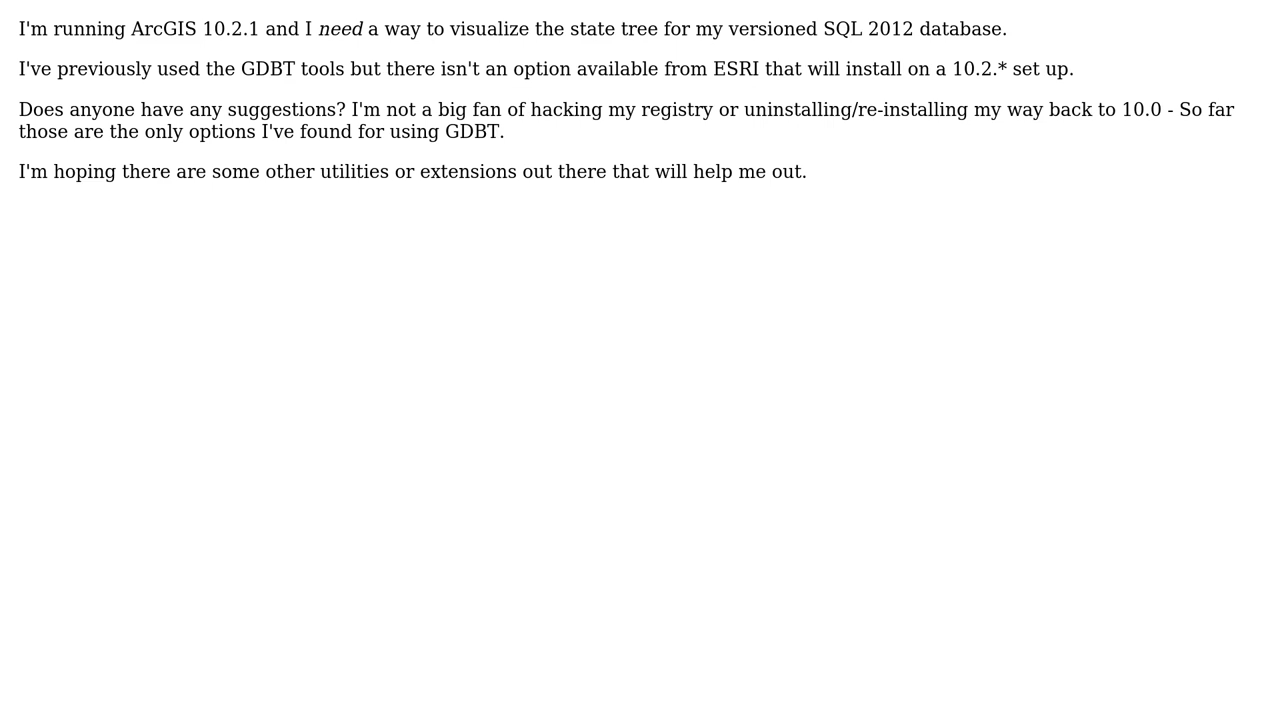 I'm running ArcGIS 10.2.1 and I need a way to visualize the state tree for my versioned SQL 2012 database.
I've previously used the GDBT tools but there isn't an option available from ESRI that will install on a 10.2.* set up.
Does anyone have any suggestions? I'm not a big fan of hacking my registry or uninstalling/re-installing my way back to 10.0 - So far
those are the only options I've found for using GDBT.
I'm hoping there are some other utilities or extensions out there that will help me out.